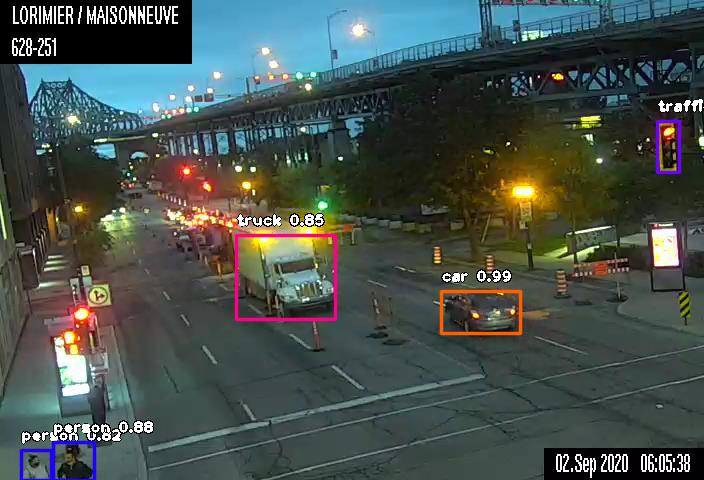 LORIMIER / MAISONNEUVE
628-251
traffi
truck 0.85
car 0.99
person 0.88
person 0.82
02.Sep 2020 06:05:38